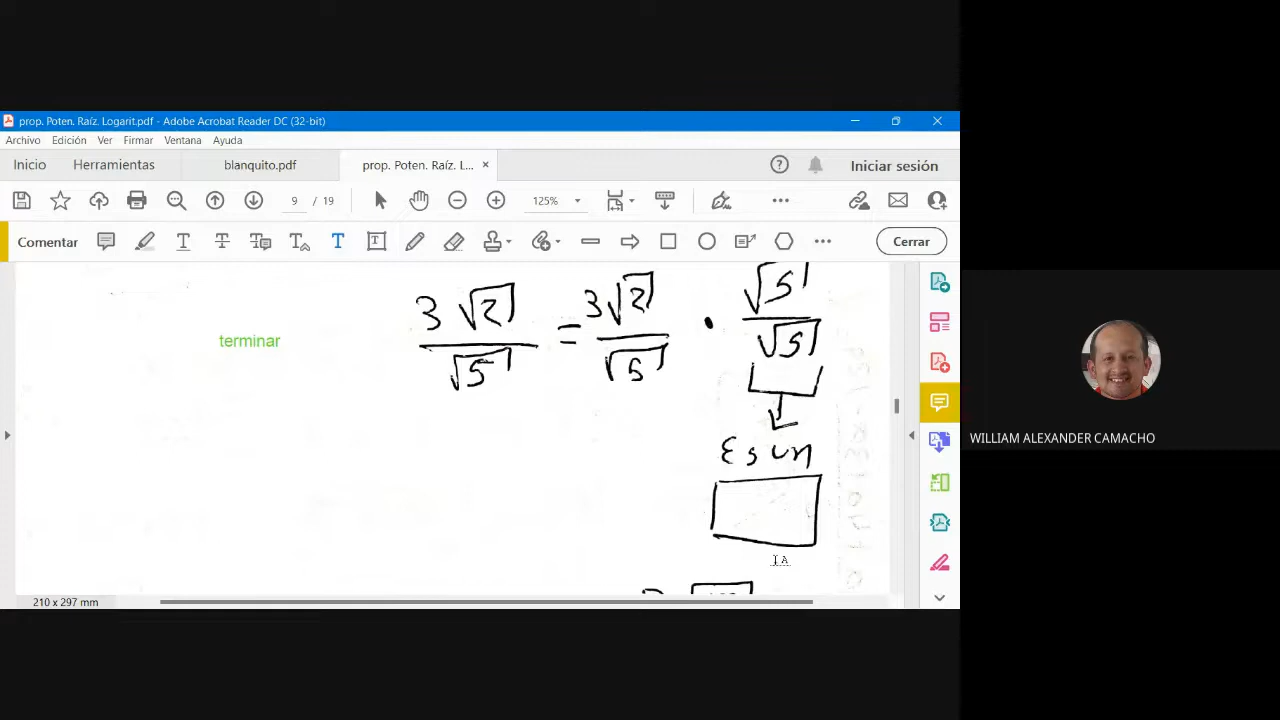 prop. Poten. Raíz. Logarit.pdf - Adobe Acrobat Reader DC (32-bit)
Archivo Edición Ver Firmar Ventana Ayuda
Inicio Herramientas blanquito.pdf prop. Poten. Raíz. L... × Iniciar sesión
9 / 19 125%
Comentar Cerrar
terminar
3 √2 / √5 = 3 √2 / √5 · √5 / √5
Es un
210 x 297 mm
WILLIAM ALEXANDER CAMACHO